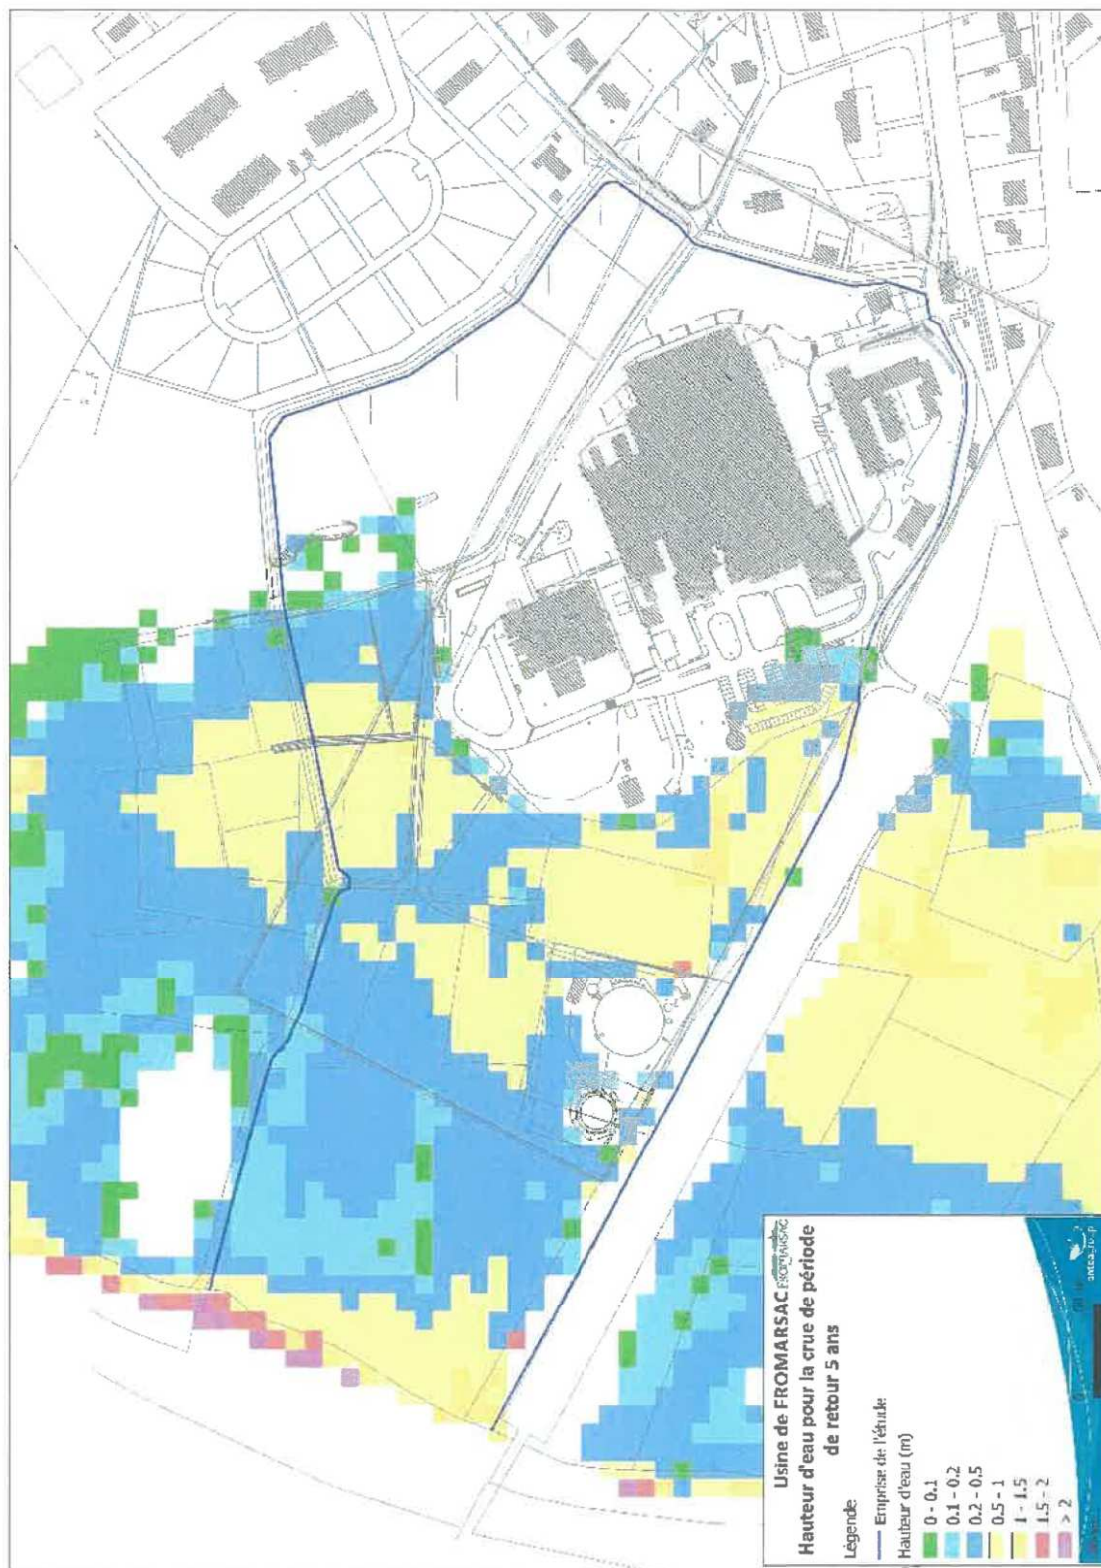 Usine de FROMARSAC
FROMARSAC
Hauteur d'eau pour la crue de période
de retour 5 ans
Légende
Emprise de l'étude
Hauteur d'eau (m)
0 - 0.1
0.1 - 0.2
0.2 - 0.5
0.5 - 1
1 - 1.5
1.5 - 2
> 2
0